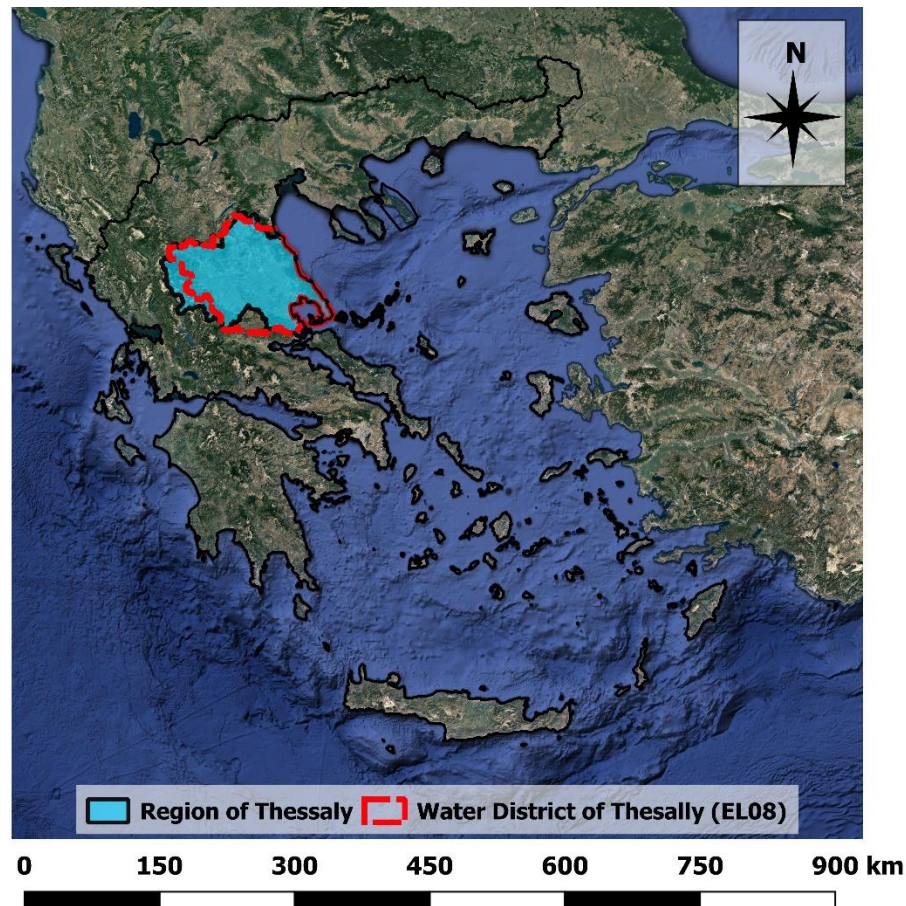 N
Region of Thessaly Water District of Thesally (EL08)
0 150 300 450 600 750 900 km